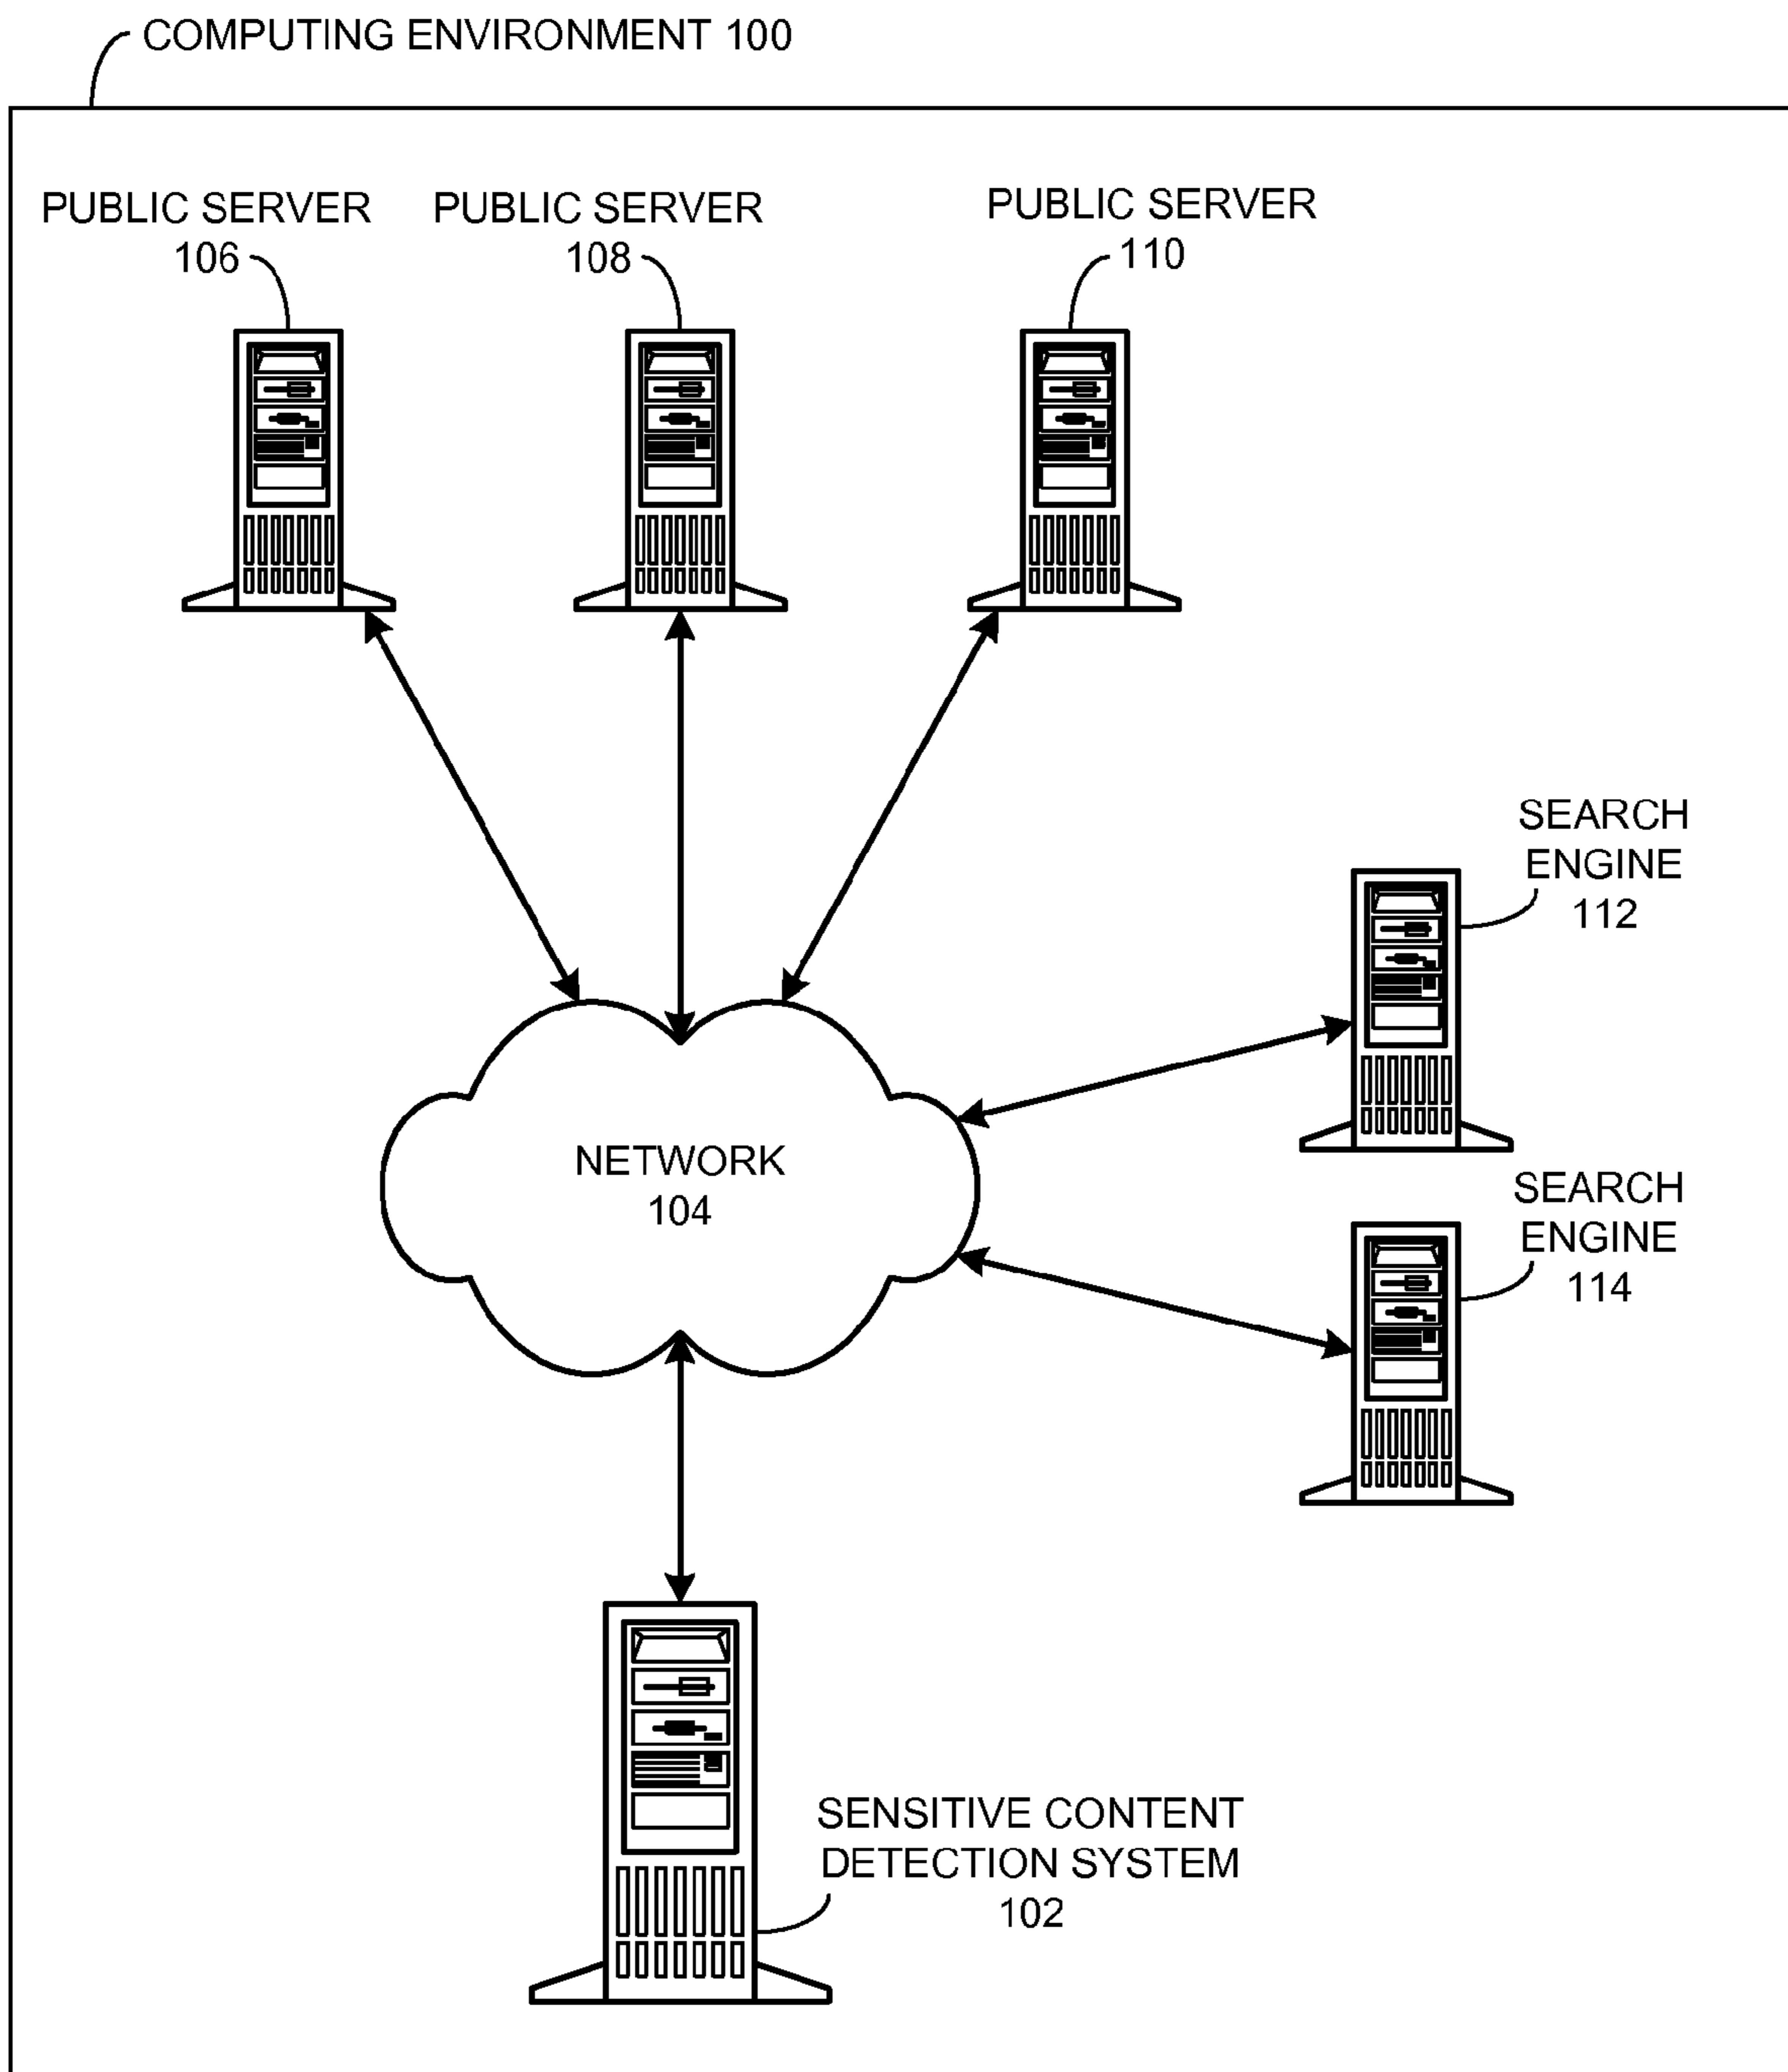 COMPUTING ENVIRONMENT 100
PUBLIC SERVER
106
PUBLIC SERVER
108
PUBLIC SERVER
110
SEARCH
ENGINE
112
NETWORK
104
SEARCH
ENGINE
114
SENSITIVE CONTENT
DETECTION SYSTEM
102